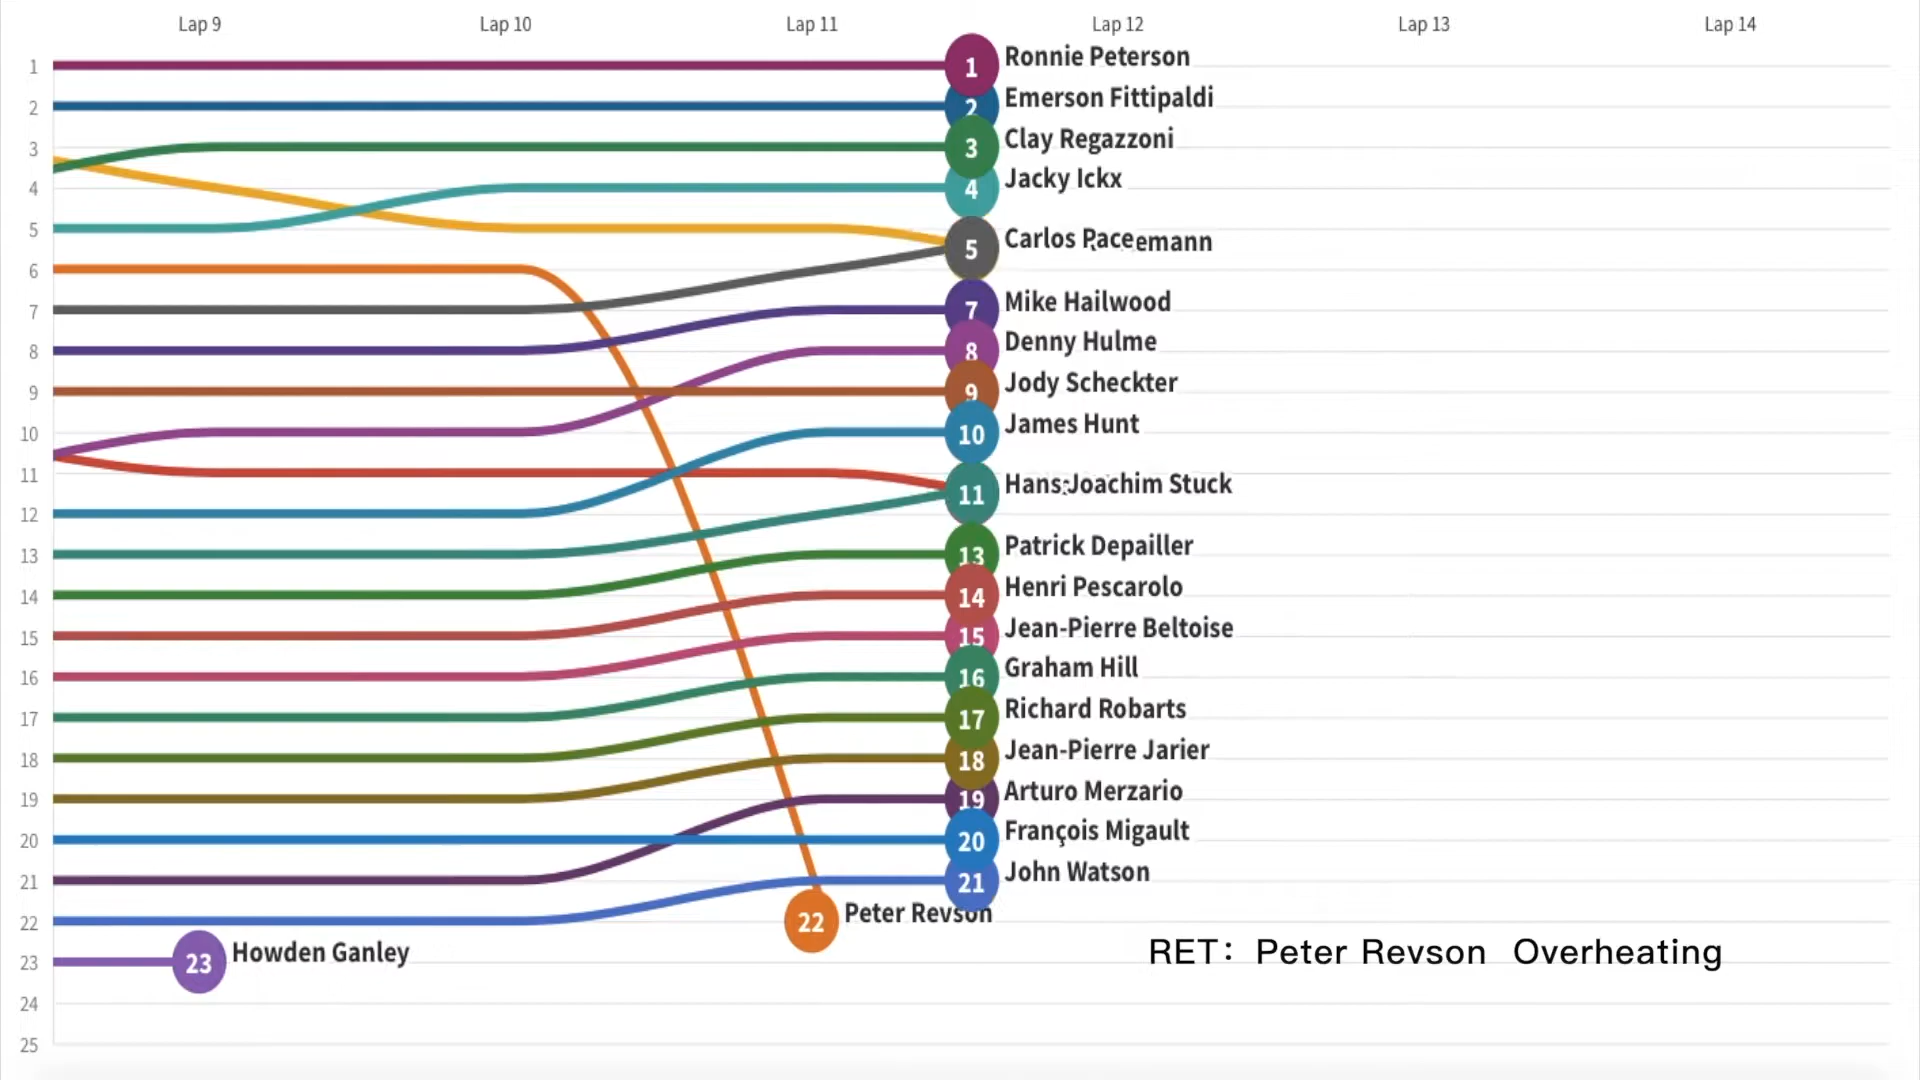 Lap 9 Lap 10 Lap 11 Lap 12 Lap 13 Lap 14
1 1 Ronnie Peterson
2 2 Emerson Fittipaldi
3 3 Clay Regazzoni
4 4 Jacky Ickx
5 5 Carlos Pace emann
6
7 7 Mike Hailwood
8 8 Denny Hulme
9 9 Jody Scheckter
10 10 James Hunt
11 11 Hans-Joachim Stuck
12
13 13 Patrick Depailler
14 14 Henri Pescarolo
15 15 Jean-Pierre Beltoise
16 16 Graham Hill
17 17 Richard Robarts
18 18 Jean-Pierre Jarier
19 19 Arturo Merzario
20 20 François Migault
21 21 John Watson
22 22 Peter Revson
23 23 Howden Ganley
RET: Peter Revson Overheating
24
25